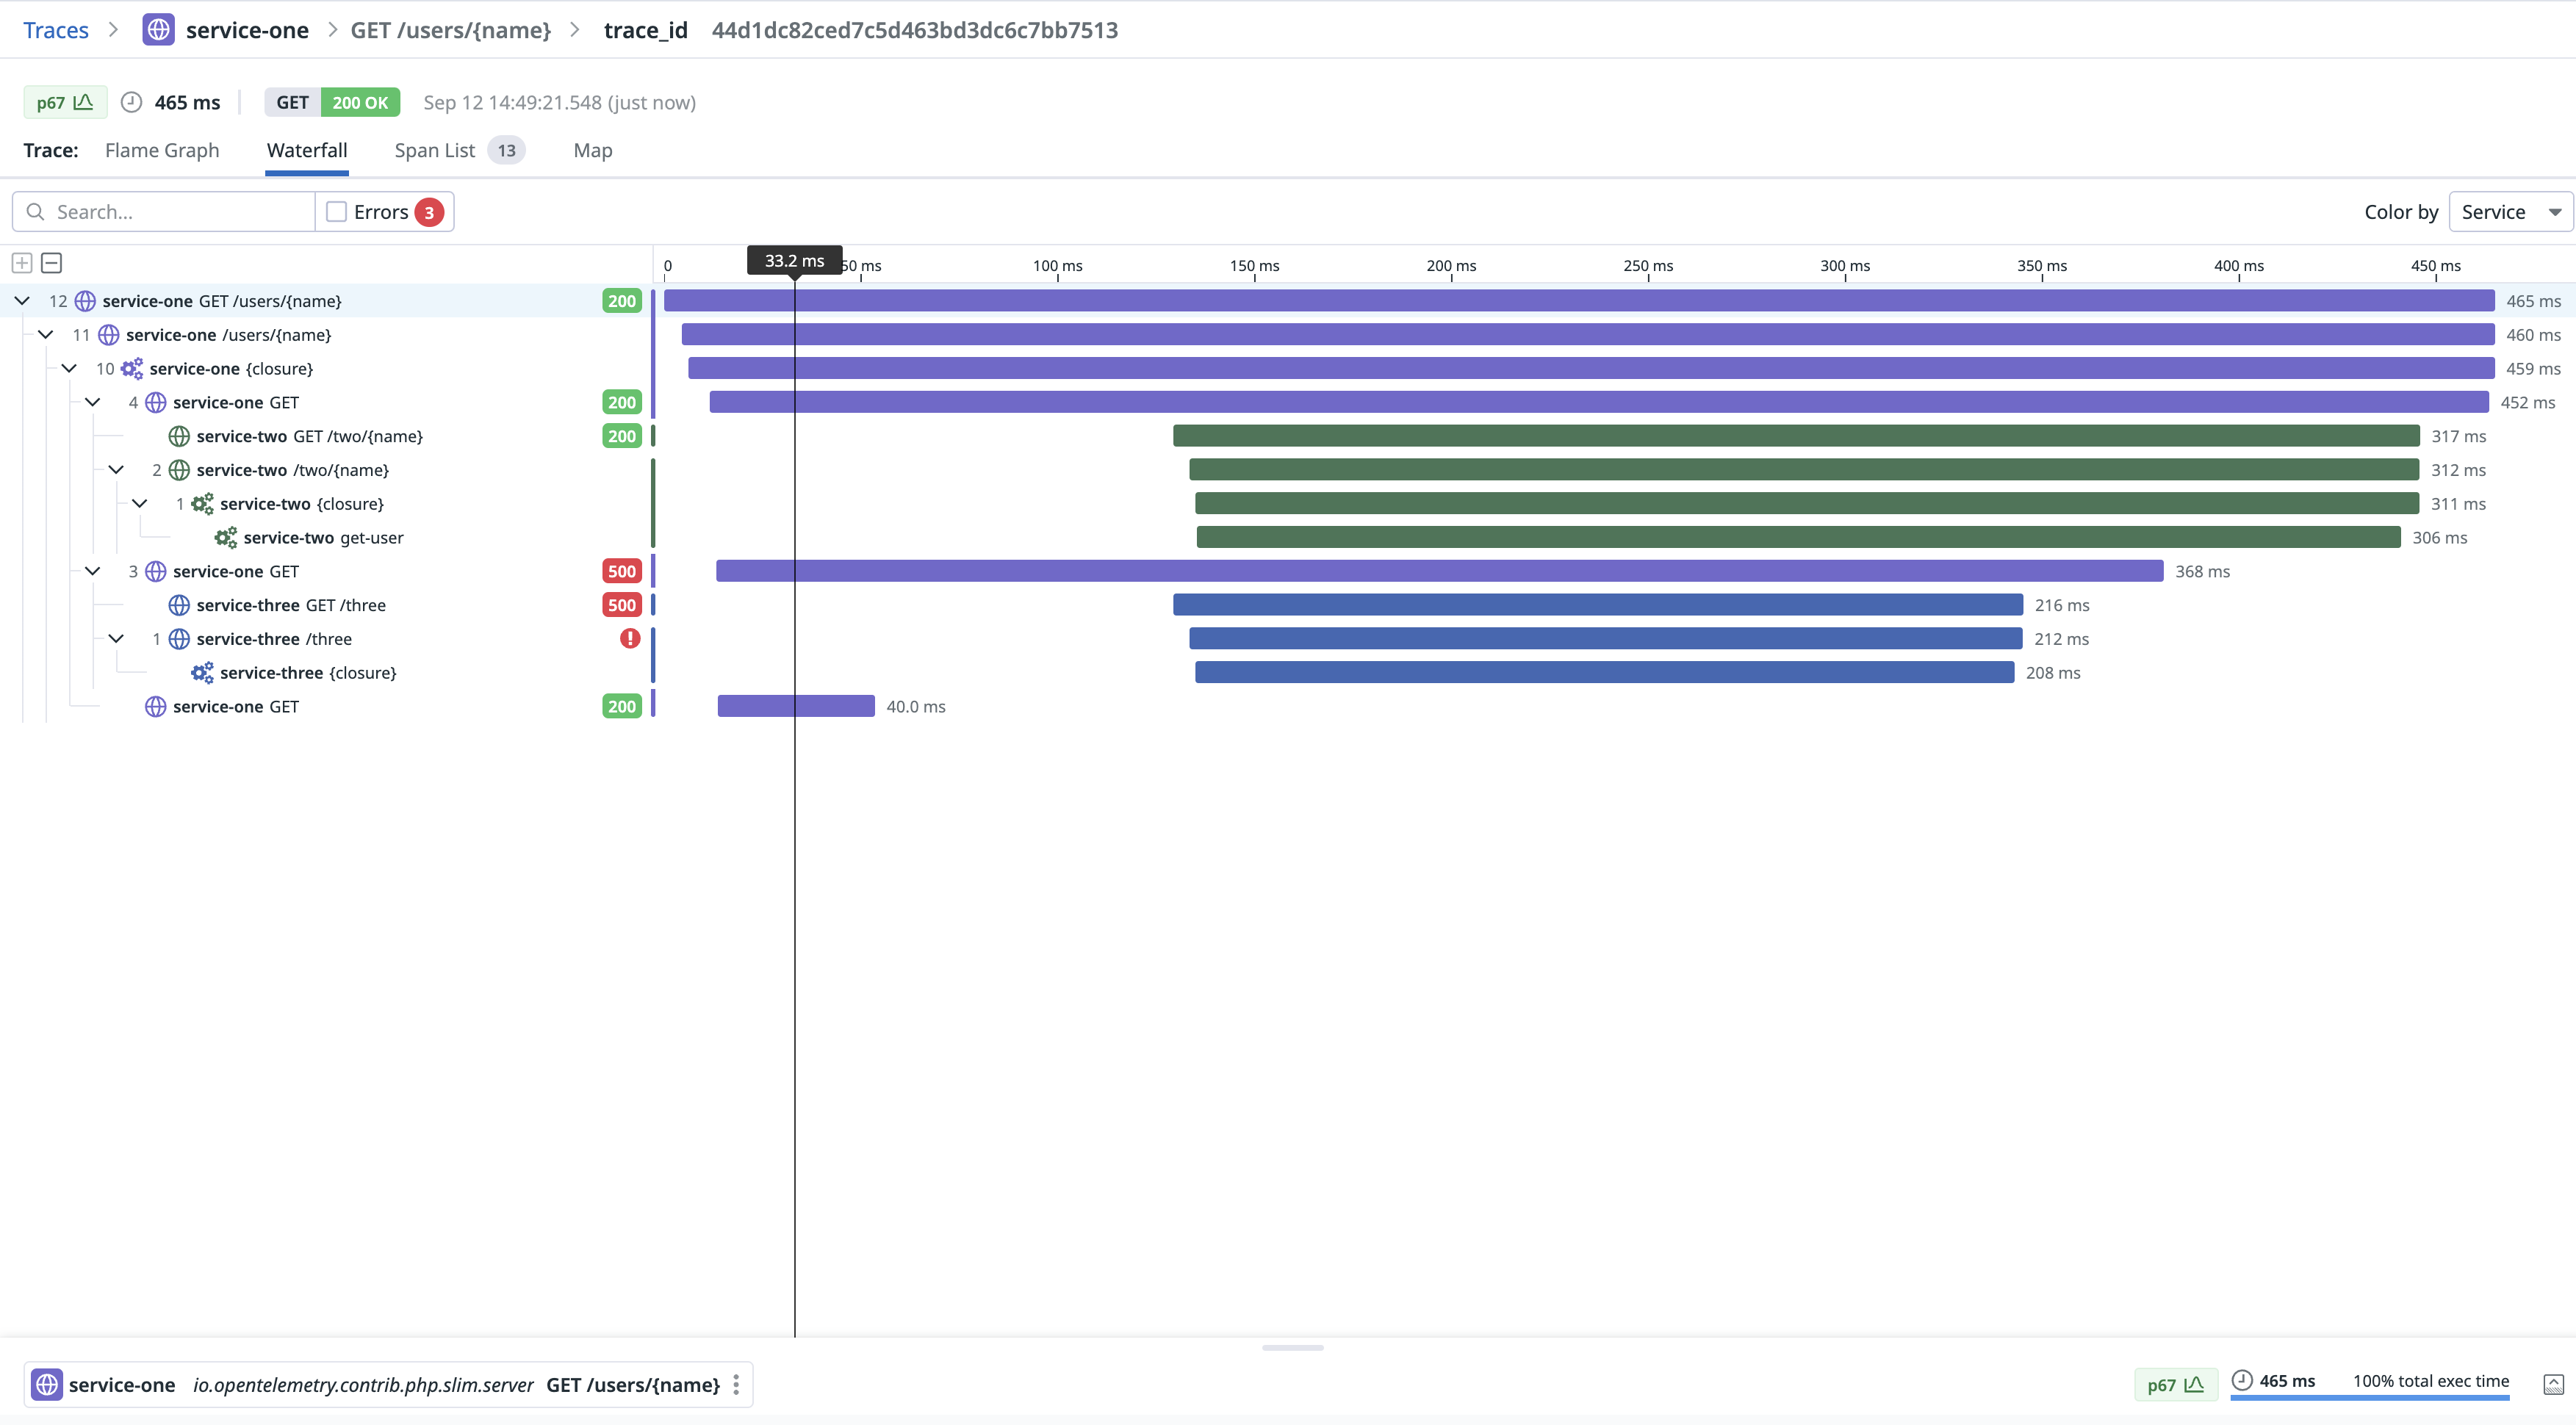 Traces > service-one > GET /users/{name} > trace_id 44d1dc82ced7c5d463bd3dc6c7bb7513
p67 465 ms GET 200 OK Sep 12 14:49:21.548 (just now)
Trace: Flame Graph Waterfall Span List 13 Map
Search... Errors 3 Color by Service
0 33.2 ms 50 ms 100 ms 150 ms 200 ms 250 ms 300 ms 350 ms 400 ms 450 ms
12 service-one GET /users/{name} 200 465 ms
11 service-one /users/{name} 460 ms
10 service-one {closure} 459 ms
4 service-one GET 200 452 ms
service-two GET /two/{name} 200 317 ms
2 service-two /two/{name} 312 ms
1 service-two {closure} 311 ms
service-two get-user 306 ms
3 service-one GET 500 368 ms
service-three GET /three 500 216 ms
1 service-three /three ! 212 ms
service-three {closure} 208 ms
service-one GET 200 40.0 ms
service-one io.opentelemetry.contrib.php.slim.server GET /users/{name} p67 465 ms 100% total exec time